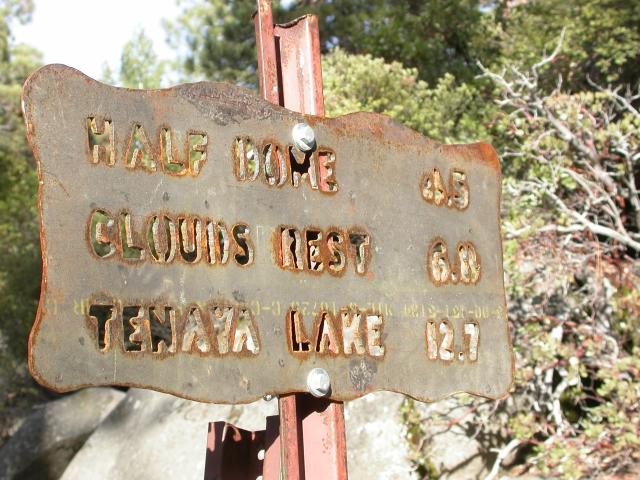 HALF DOME 4.5
CLOUDS REST 6.8
TENAYA LAKE 12.7